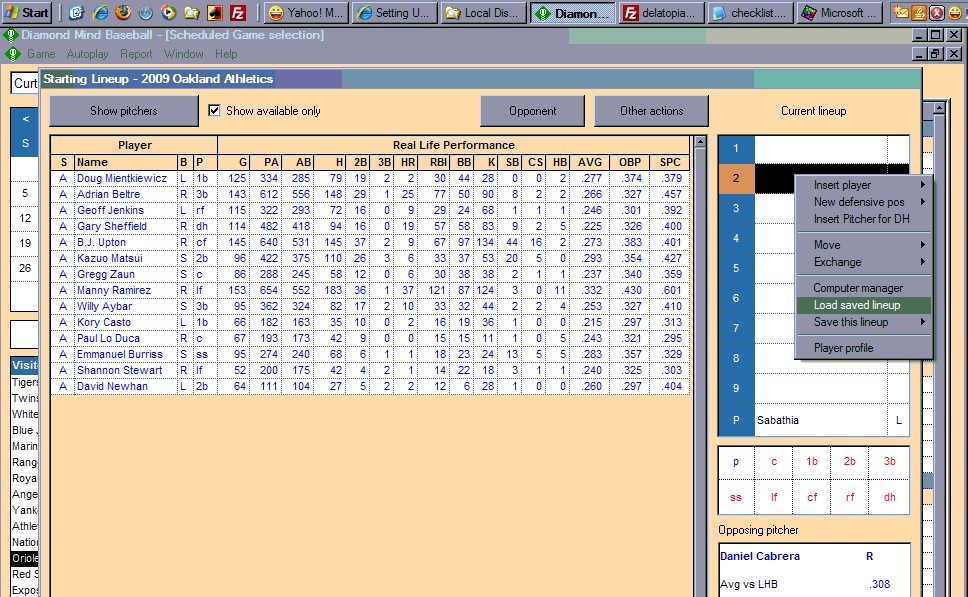 Start Yahoo! M... Setting U... Local Dis... Diamon... delatopia... checklist.... Microsoft ...
Diamond Mind Baseball - [Scheduled Game selection]
Game Autoplay Report Window Help
Curt
Starting Lineup - 2009 Oakland Athletics
Show pitchers Show available only Opponent Other actions Current lineup
<
S
5
12
19
26
Player Real Life Performance
S Name B P G PA AB H 2B 3B HR RBI BB K SB CS HB AVG OBP SPC
A Doug Mientkiewicz L 1b 125 334 285 79 19 2 2 30 44 28 0 0 2 .277 .374 .379
A Adrian Beltre R 3b 143 612 556 148 29 1 25 77 50 90 8 2 2 .266 .327 .457
A Geoff Jenkins L rf 115 322 293 72 16 0 9 29 24 68 1 1 1 .246 .301 .392
A Gary Sheffield R dh 114 482 418 94 16 0 19 57 58 83 9 2 5 .225 .326 .400
A B.J. Upton R cf 145 640 531 145 37 2 9 67 97 134 44 16 2 .273 .383 .401
A Kazuo Matsui S 2b 96 422 375 110 26 3 6 33 37 53 20 5 0 .293 .354 .427
A Gregg Zaun S c 86 288 245 58 12 0 6 30 38 38 2 1 1 .237 .340 .359
A Manny Ramirez R lf 153 654 552 183 36 1 37 121 87 124 3 0 11 .332 .430 .601
A Willy Aybar S 3b 95 362 324 82 17 2 10 33 32 44 2 2 4 .253 .327 .410
A Kory Casto L 1b 66 182 163 35 10 0 2 16 19 36 1 0 0 .215 .297 .313
A Paul Lo Duca R c 67 193 173 42 9 0 0 15 15 11 1 0 5 .243 .321 .295
A Emmanuel Burriss S ss 95 274 240 68 6 1 1 18 23 24 13 5 5 .283 .357 .329
A Shannon Stewart R lf 52 200 175 42 4 2 1 14 22 18 3 1 1 .240 .325 .303
A David Newhan L 2b 64 111 104 27 5 2 2 12 6 28 1 0 0 .260 .297 .404
1
2
3
4
5
6
7
8
9
P Sabathia L
Insert player
New defensive pos
Insert Pitcher for DH
Move
Exchange
Computer manager
Load saved lineup
Save this lineup
Player profile
p c 1b 2b 3b
ss lf cf rf dh
Opposing pitcher
Daniel Cabrera R
Avg vs LHB .308
Visit
Tigers
Twins
White
Blue J
Marin
Rang
Roya
Ange
Yank
Athlet
Nation
Oriole
Red S
Expos